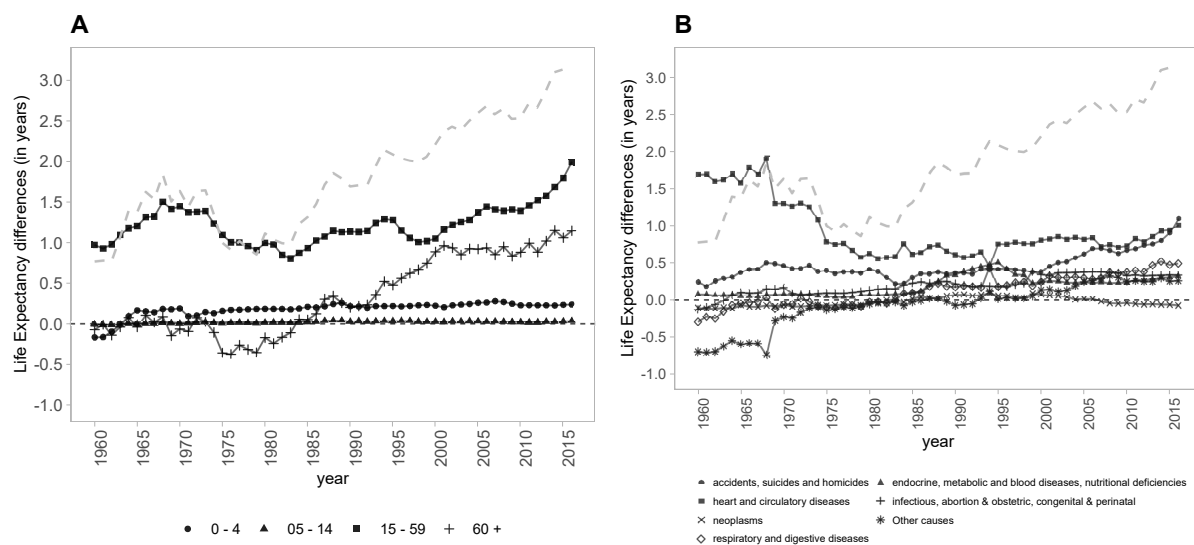 A
Life Expectancy differences (in years)
3.0
2.5
2.0
1.5
1.0
0.5
0.0
-0.5
-1.0
1960
1965
1970
1975
1980
1985
1990
1995
2000
2005
2010
2015
year
0 - 4
05 - 14
15 - 59
60 +
B
Life Expectancy differences (in years)
3.0
2.5
2.0
1.5
1.0
0.5
0.0
-0.5
-1.0
1960
1965
1970
1975
1980
1985
1990
1995
2000
2005
2010
2015
year
accidents, suicides and homicides
heart and circulatory diseases
neoplasms
respiratory and digestive diseases
endocrine, metabolic and blood diseases, nutritional deficiencies
infectious, abortion & obstetric, congenital & perinatal
Other causes